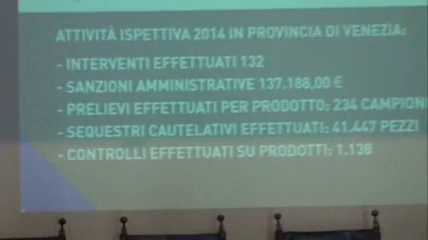 ATTIVITÀ ISPETTIVA 2014 IN PROVINCIA DI VENEZIA:
- INTERVENTI EFFETTUATI 132
- SANZIONI AMMINISTRATIVE 137.188,00 €
- PRELIEVI EFFETTUATI PER PRODOTTO: 234 CAMPIONI
- SEQUESTRI CAUTELATIVI EFFETTUATI: 41.447 PEZZI
- CONTROLLI EFFETTUATI SU PRODOTTI: 1.138